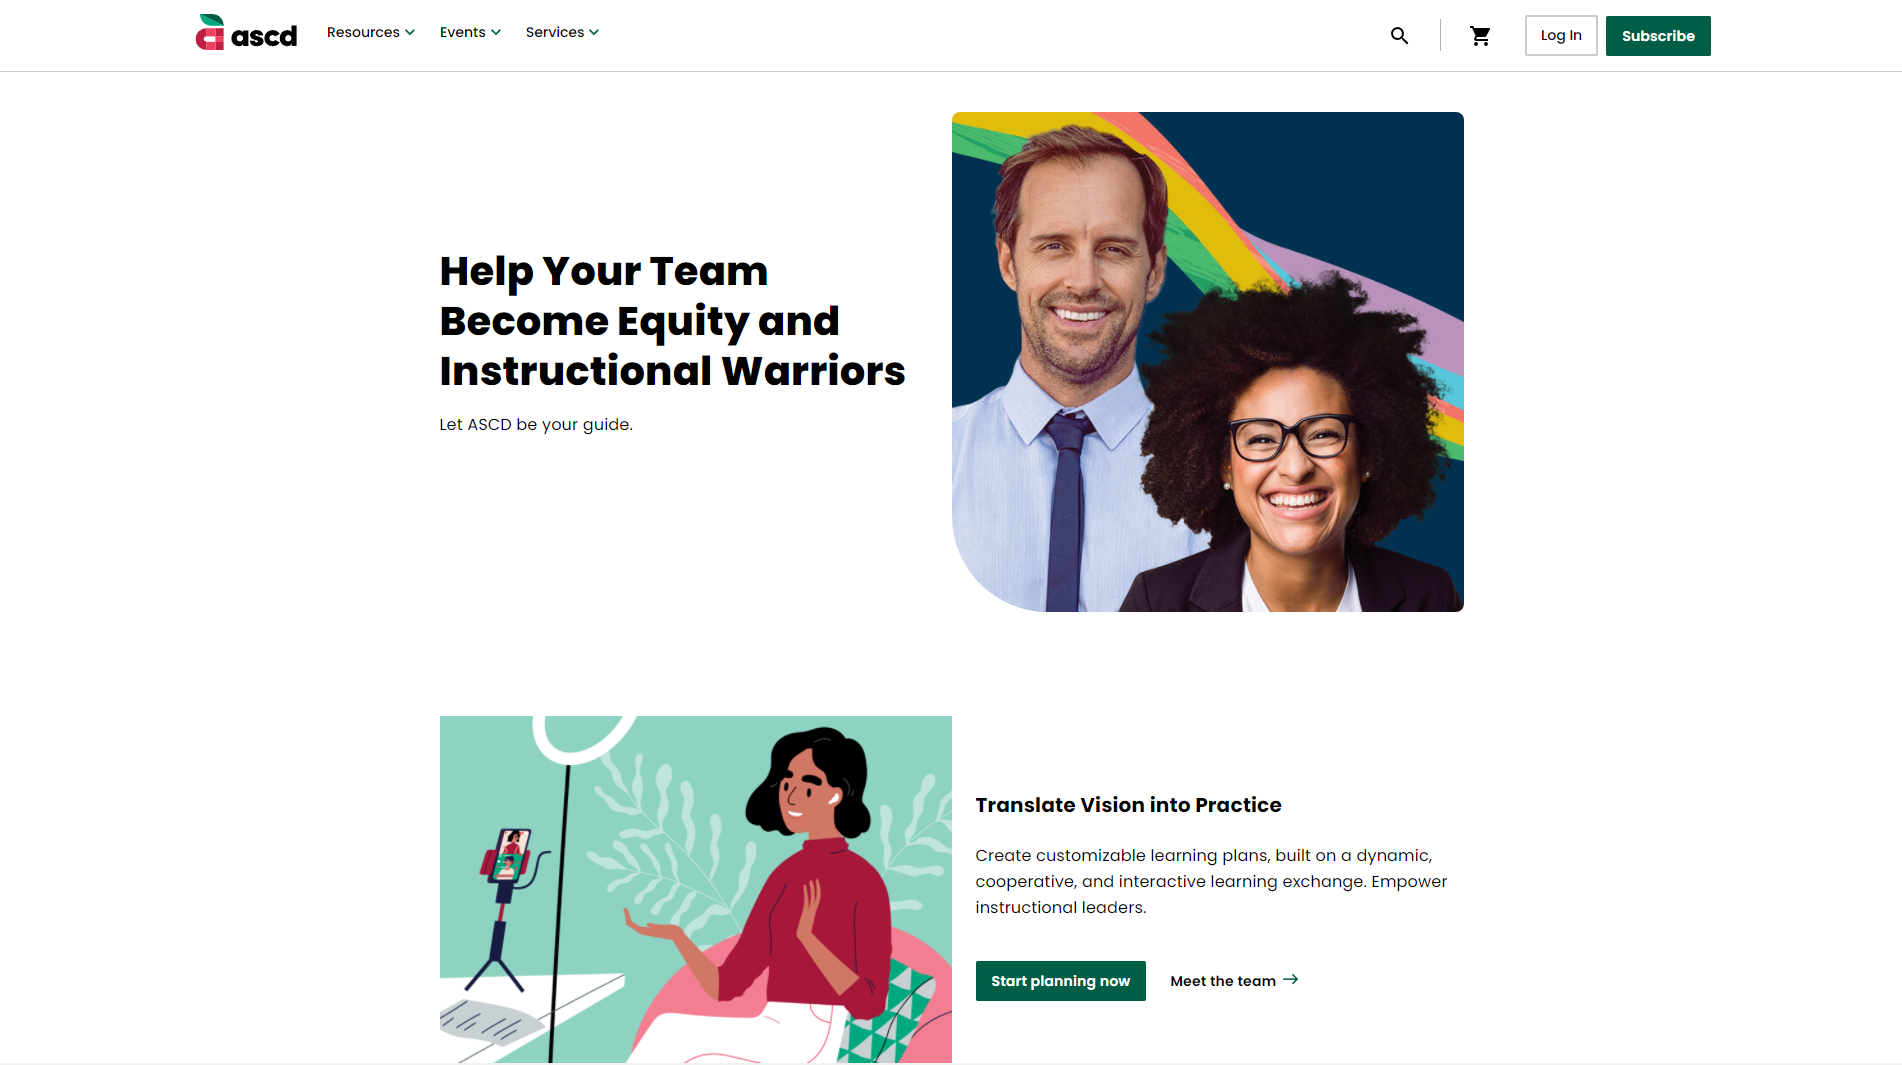 ascd
Resources
Events
Services
Log In
Subscribe
Help Your Team
Become Equity and
Instructional Warriors
Let ASCD be your guide.
Translate Vision into Practice
Create customizable learning plans, built on a dynamic,
cooperative, and interactive learning exchange. Empower
instructional leaders.
Start planning now
Meet the team